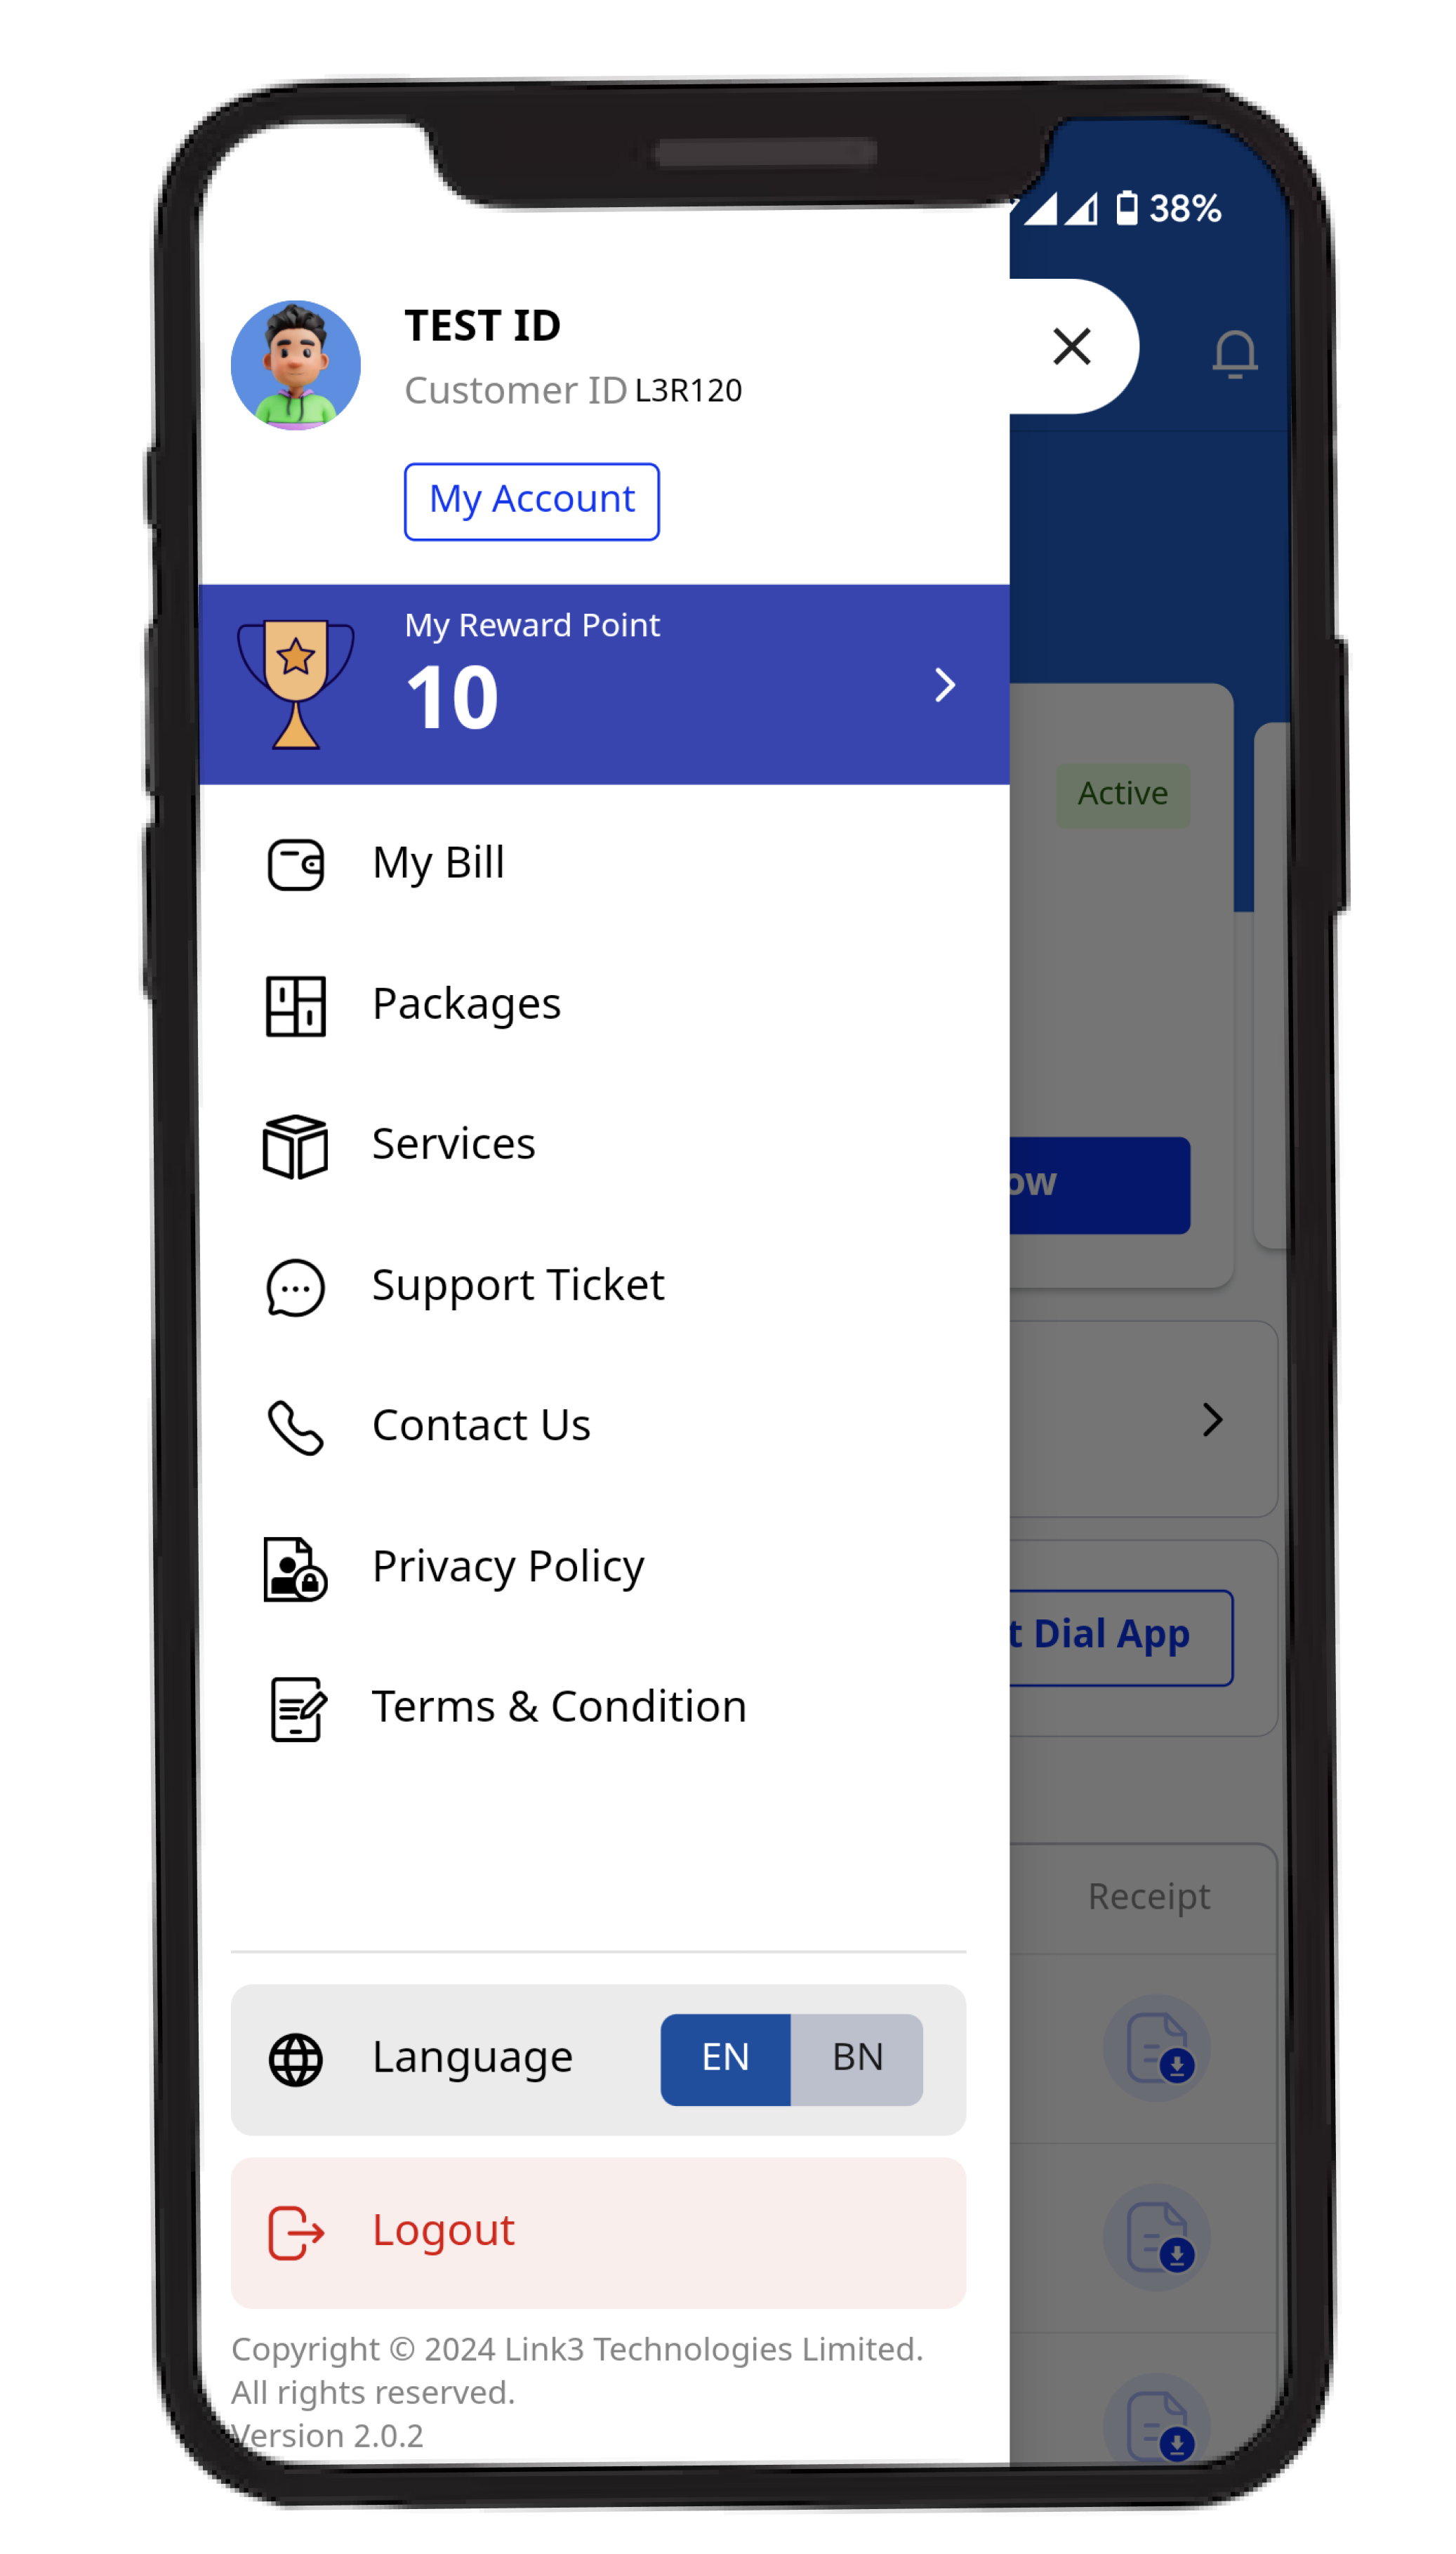 38%
TEST ID
Customer ID L3R120
My Account
My Reward Point
10
Active
My Bill
Packages
Services
ow
Support Ticket
Contact Us
Privacy Policy
t Dial App
Terms & Condition
Receipt
Language EN BN
Logout
Copyright © 2024 Link3 Technologies Limited.
All rights reserved.
Version 2.0.2